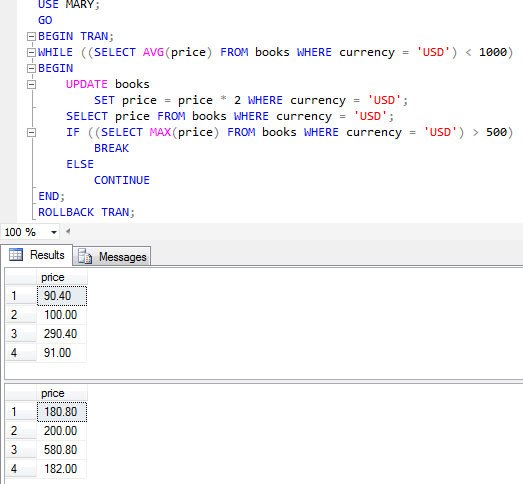 USE MARY;
GO
BEGIN TRAN;
WHILE ((SELECT AVG(price) FROM books WHERE currency = 'USD') < 1000)
BEGIN
UPDATE books
SET price = price * 2 WHERE currency = 'USD';
SELECT price FROM books WHERE currency = 'USD';
IF ((SELECT MAX(price) FROM books WHERE currency = 'USD') > 500)
BREAK
ELSE
CONTINUE
END;
ROLLBACK TRAN;
100 %
Results Messages
price
1 90.40
2 100.00
3 290.40
4 91.00
price
1 180.80
2 200.00
3 580.80
4 182.00